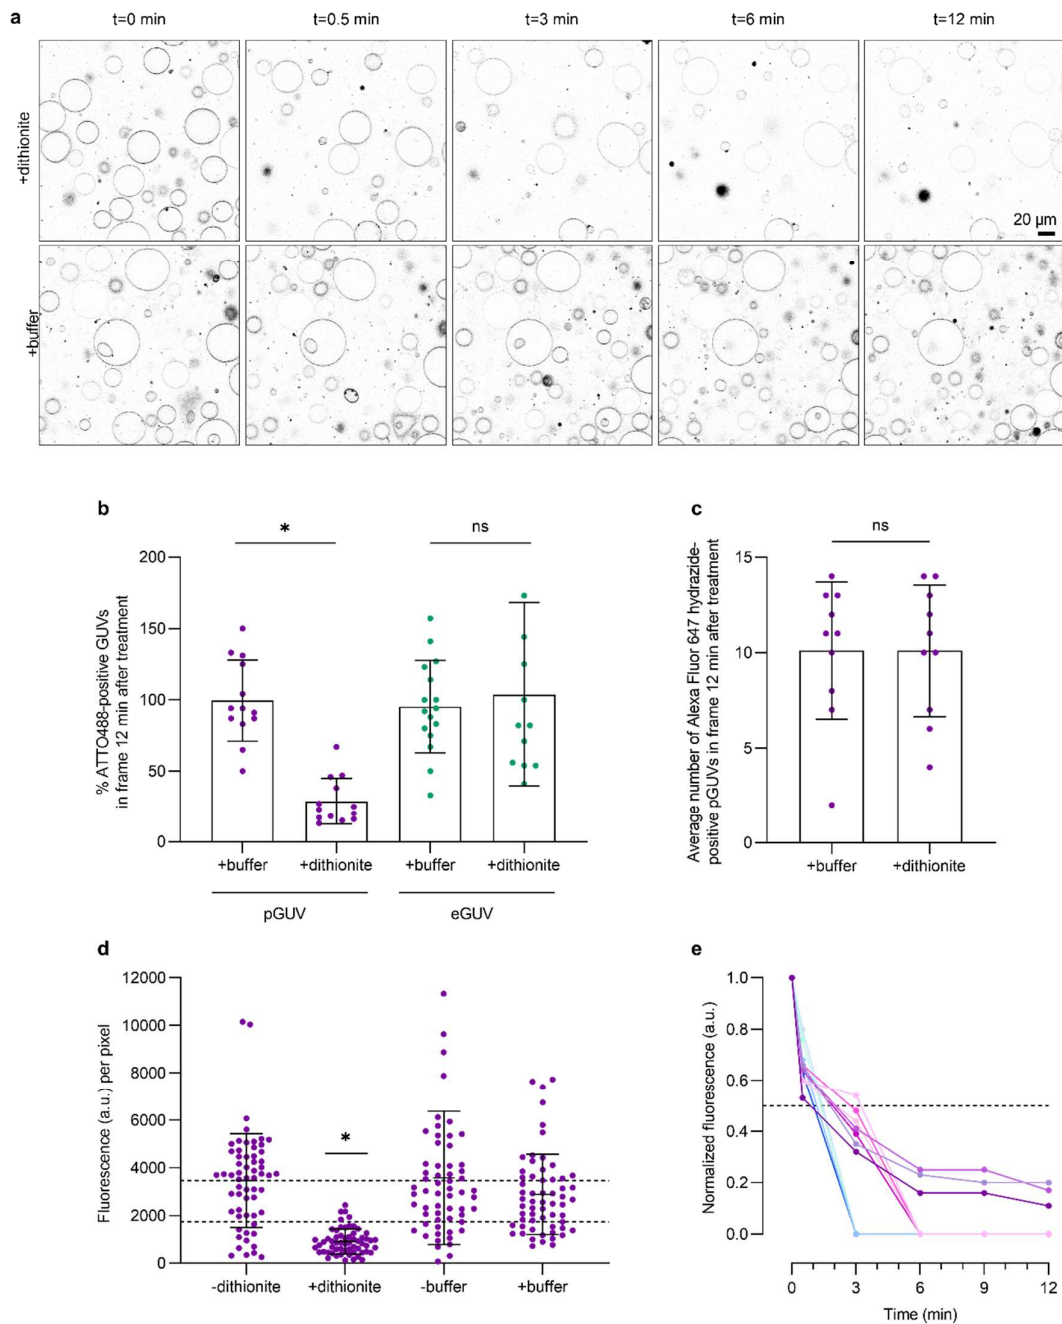 a
t=0 min t=0.5 min t=3 min t=6 min t=12 min
+dithionite
20 µm
+buffer
b
* ns
% ATTO488-positive GUVs
in frame 12 min after treatment
200
150
100
50
0
+buffer +dithionite +buffer +dithionite
pGUV eGUV
c
ns
Average number of Alexa Fluor 647 hydrazide-
positive pGUVs in frame 12 min after treatment
15
10
5
0
+buffer +dithionite
d
Fluorescence (a.u.) per pixel
12000
10000
8000
6000
4000
2000
0
*
-dithionite +dithionite -buffer +buffer
e
Normalized fluorescence (a.u.)
1.0
0.8
0.6
0.4
0.2
0.0
0 3 6 9 12
Time (min)